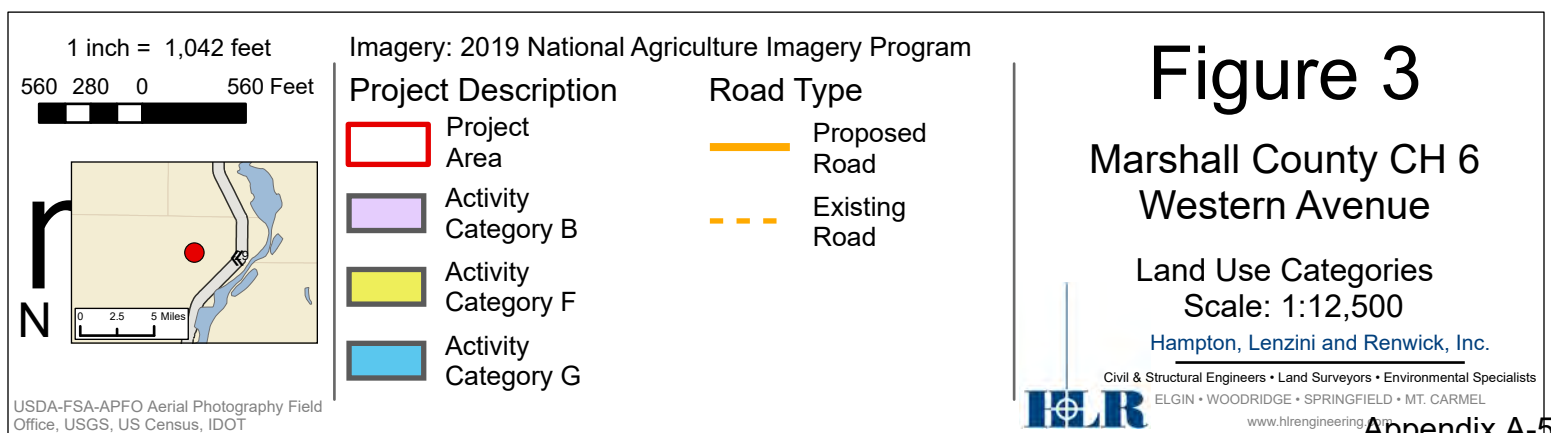 1 inch = 1,042 feet
560 280 0 560 Feet
0 2.5 5 Miles
N
USDA-FSA-APFO Aerial Photography Field
Office, USGS, US Census, IDOT
Imagery: 2019 National Agriculture Imagery Program
Project Description
Project
Area
Activity
Category B
Activity
Category F
Activity
Category G
Road Type
Proposed
Road
Existing
Road
Figure 3
Marshall County CH 6
Western Avenue
Land Use Categories
Scale: 1:12,500
Hampton, Lenzini and Renwick, Inc.
Civil & Structural Engineers • Land Surveyors • Environmental Specialists
ELGIN • WOODRIDGE • SPRINGFIELD • MT. CARMEL
HLR
www.hlrengineering.com
Appendix A-5